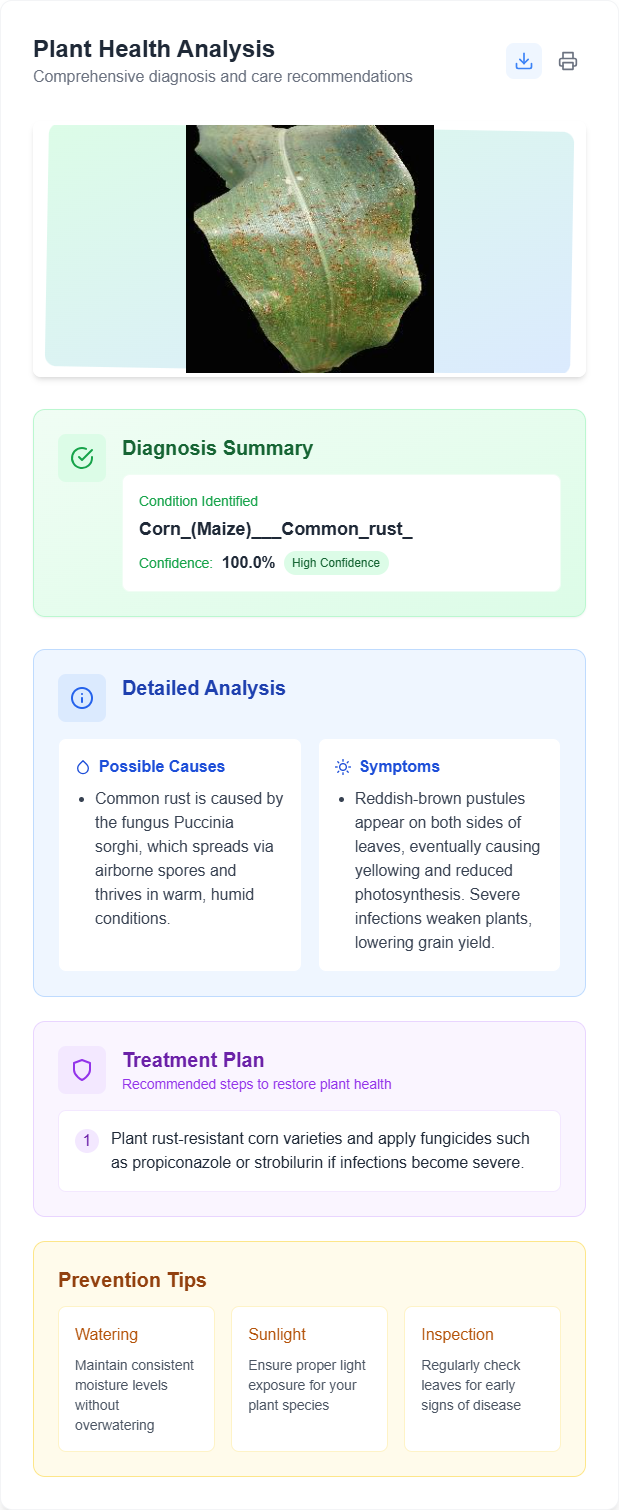 Plant Health Analysis
Comprehensive diagnosis and care recommendations
Diagnosis Summary
Condition Identified
Corn_(Maize)___Common_rust_
Confidence: 100.0% High Confidence
Detailed Analysis
Possible Causes
Common rust is caused by
the fungus Puccinia
sorghi, which spreads via
airborne spores and
thrives in warm, humid
conditions.
Symptoms
Reddish-brown pustules
appear on both sides of
leaves, eventually causing
yellowing and reduced
photosynthesis. Severe
infections weaken plants,
lowering grain yield.
Treatment Plan
Recommended steps to restore plant health
1 Plant rust-resistant corn varieties and apply fungicides such
as propiconazole or strobilurin if infections become severe.
Prevention Tips
Watering
Maintain consistent
moisture levels
without
overwatering
Sunlight
Ensure proper light
exposure for your
plant species
Inspection
Regularly check
leaves for early
signs of disease